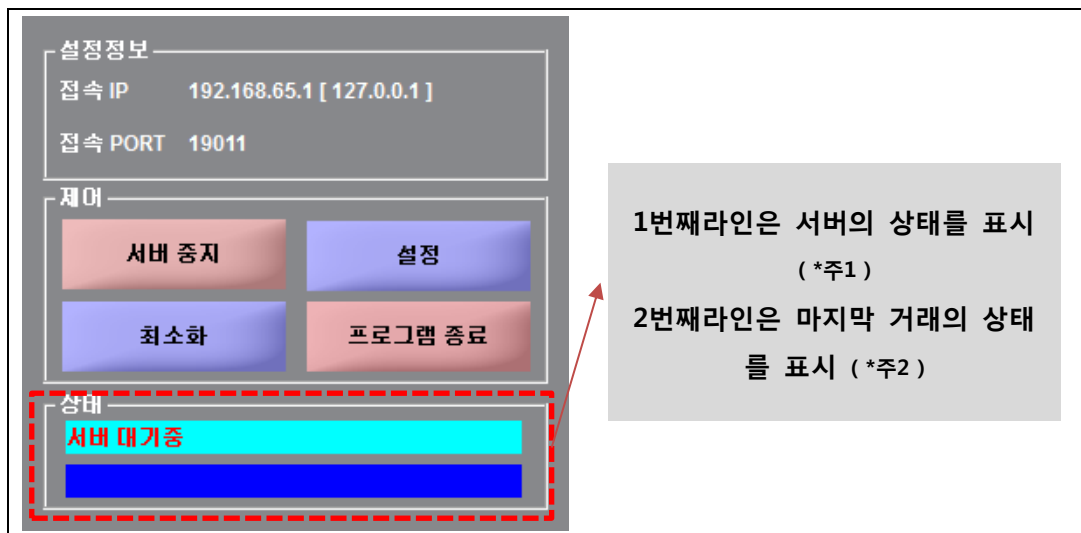 설정정보
접속 IP 192.168.65.1 [ 127.0.0.1 ]
접속 PORT 19011
제어
서버 중지
설정
최소화
프로그램 종료
상태
서버 대기중
1번째라인은 서버의 상태를 표시
( *주1 )
2번째라인은 마지막 거래의 상태
를 표시 ( *주2 )